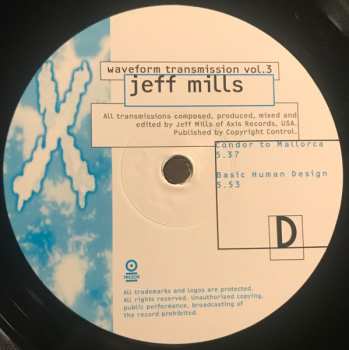 waveform transmission vol.3
jeff mills
All transmissions composed, produced, mixed and
edited by Jeff Mills of Axis Records, USA.
Published by Copyright Control.
Condor to Mallorca
5.37
Basic Human Design
5.53
D
TRESOR
All trademarks and logos are protected.
All rights reserved. Unauthorized copying,
public performance, broadcasting of
the record prohibited.